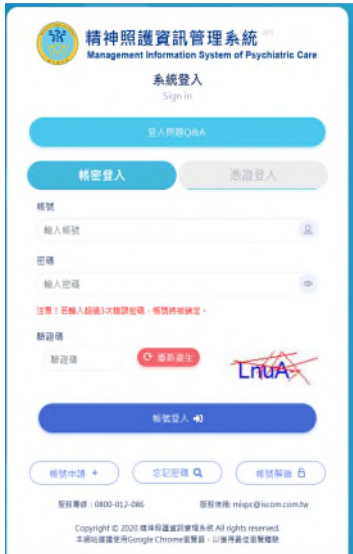 精神照護資訊管理系統
Management Information System of Psychiatric Care
系統登入
Sign in
登入問題Q&A
帳密登入
憑證登入
帳號
輸入帳號
密碼
輸入密碼
注意！若輸入超過3次錯誤密碼，帳號將被鎖定。
驗證碼
驗證碼
重新產生
LnuA
帳號登入
帳號申請 +
忘記密碼
帳號解鎖
服務專線：0800-012-086
服務信箱: mispc@iscom.com.tw
Copyright © 2020 精神照護資訊管理系統 All rights reserved.
本網站建議使用Google Chrome瀏覽器，以獲得最佳瀏覽體驗